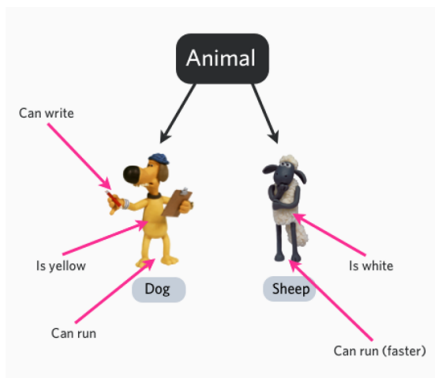 Animal
Can write
Is yellow
Is white
Dog
Sheep
Can run
Can run (faster)